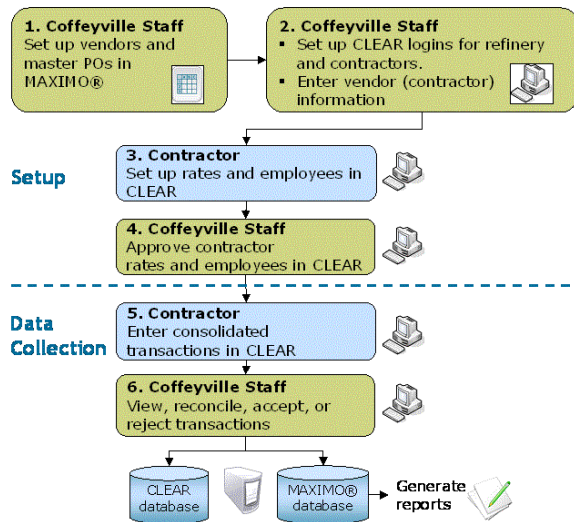 1. Coffeyville Staff
Set up vendors and
master POs in
MAXIMO®
2. Coffeyville Staff
▪ Set up CLEAR logins for refinery
and contractors.
▪ Enter vendor (contractor)
information
Setup
3. Contractor
Set up rates and employees in
CLEAR
4. Coffeyville Staff
Approve contractor
rates and employees in CLEAR
Data
Collection
5. Contractor
Enter consolidated
transactions in CLEAR
6. Coffeyville Staff
View, reconcile, accept, or
reject transactions
CLEAR
database
MAXIMO®
database
Generate
reports